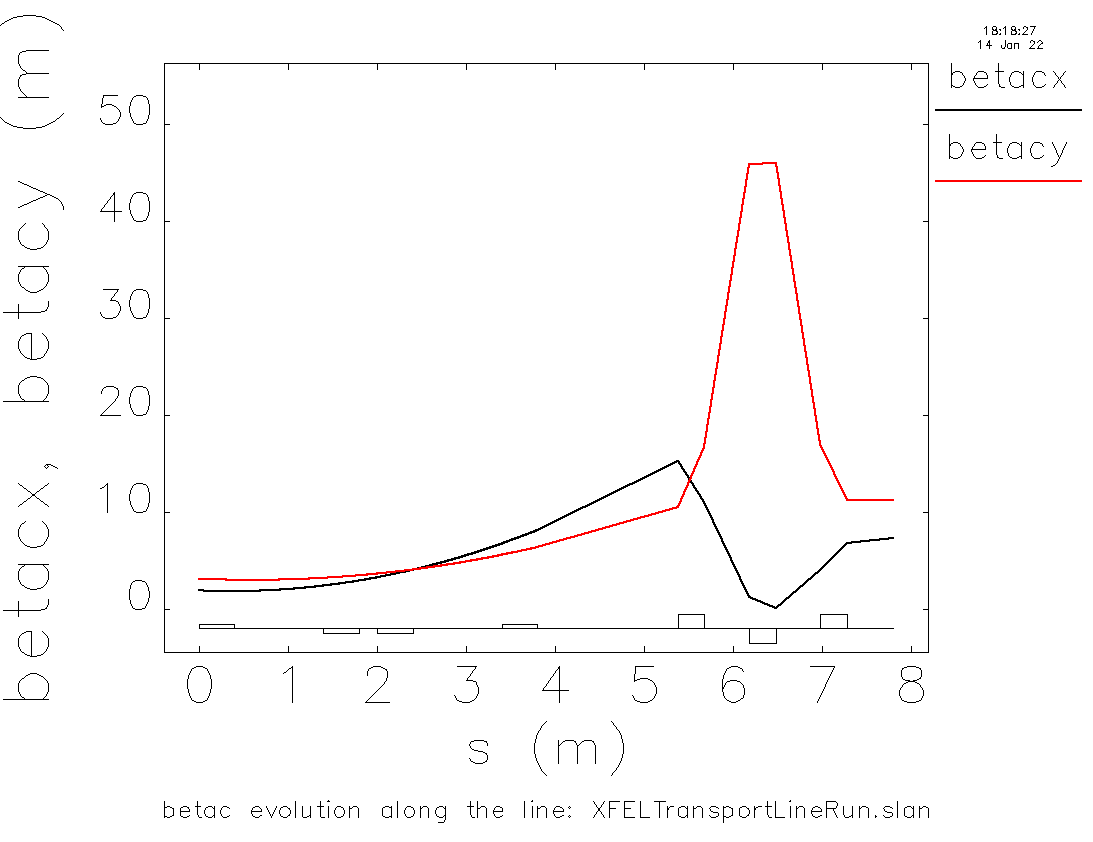 18:18:27
14 Jan 22
betacx
betacy
betacx, betacy (m)
50
40
30
20
10
0
0 1 2 3 4 5 6 7 8
s (m)
betac evolution along the line: XFELTransportLineRun.slan